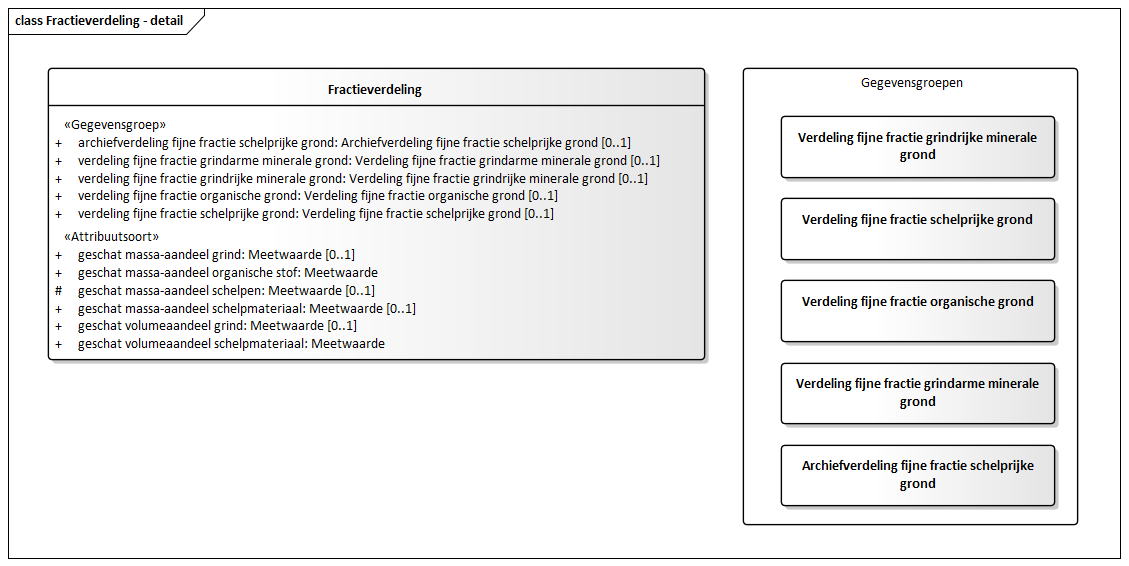 class Fractieverdeling - detail
Fractieverdeling
«Gegevensgroep»
+ archiefverdeling fijne fractie schelprijke grond: Archiefverdeling fijne fractie schelprijke grond [0..1]
+ verdeling fijne fractie grindarme minerale grond: Verdeling fijne fractie grindarme minerale grond [0..1]
+ verdeling fijne fractie grindrijke minerale grond: Verdeling fijne fractie grindrijke minerale grond [0..1]
+ verdeling fijne fractie organische grond: Verdeling fijne fractie organische grond [0..1]
+ verdeling fijne fractie schelprijke grond: Verdeling fijne fractie schelprijke grond [0..1]
«Attribuutsoort»
+ geschat massa-aandeel grind: Meetwaarde [0..1]
+ geschat massa-aandeel organische stof: Meetwaarde
# geschat massa-aandeel schelpen: Meetwaarde [0..1]
+ geschat massa-aandeel schelpmateriaal: Meetwaarde [0..1]
+ geschat volumeaandeel grind: Meetwaarde [0..1]
+ geschat volumeaandeel schelpmateriaal: Meetwaarde
Gegevensgroepen
Verdeling fijne fractie grindrijke minerale
grond
Verdeling fijne fractie schelprijke grond
Verdeling fijne fractie organische grond
Verdeling fijne fractie grindarme minerale
grond
Archiefverdeling fijne fractie schelprijke
grond